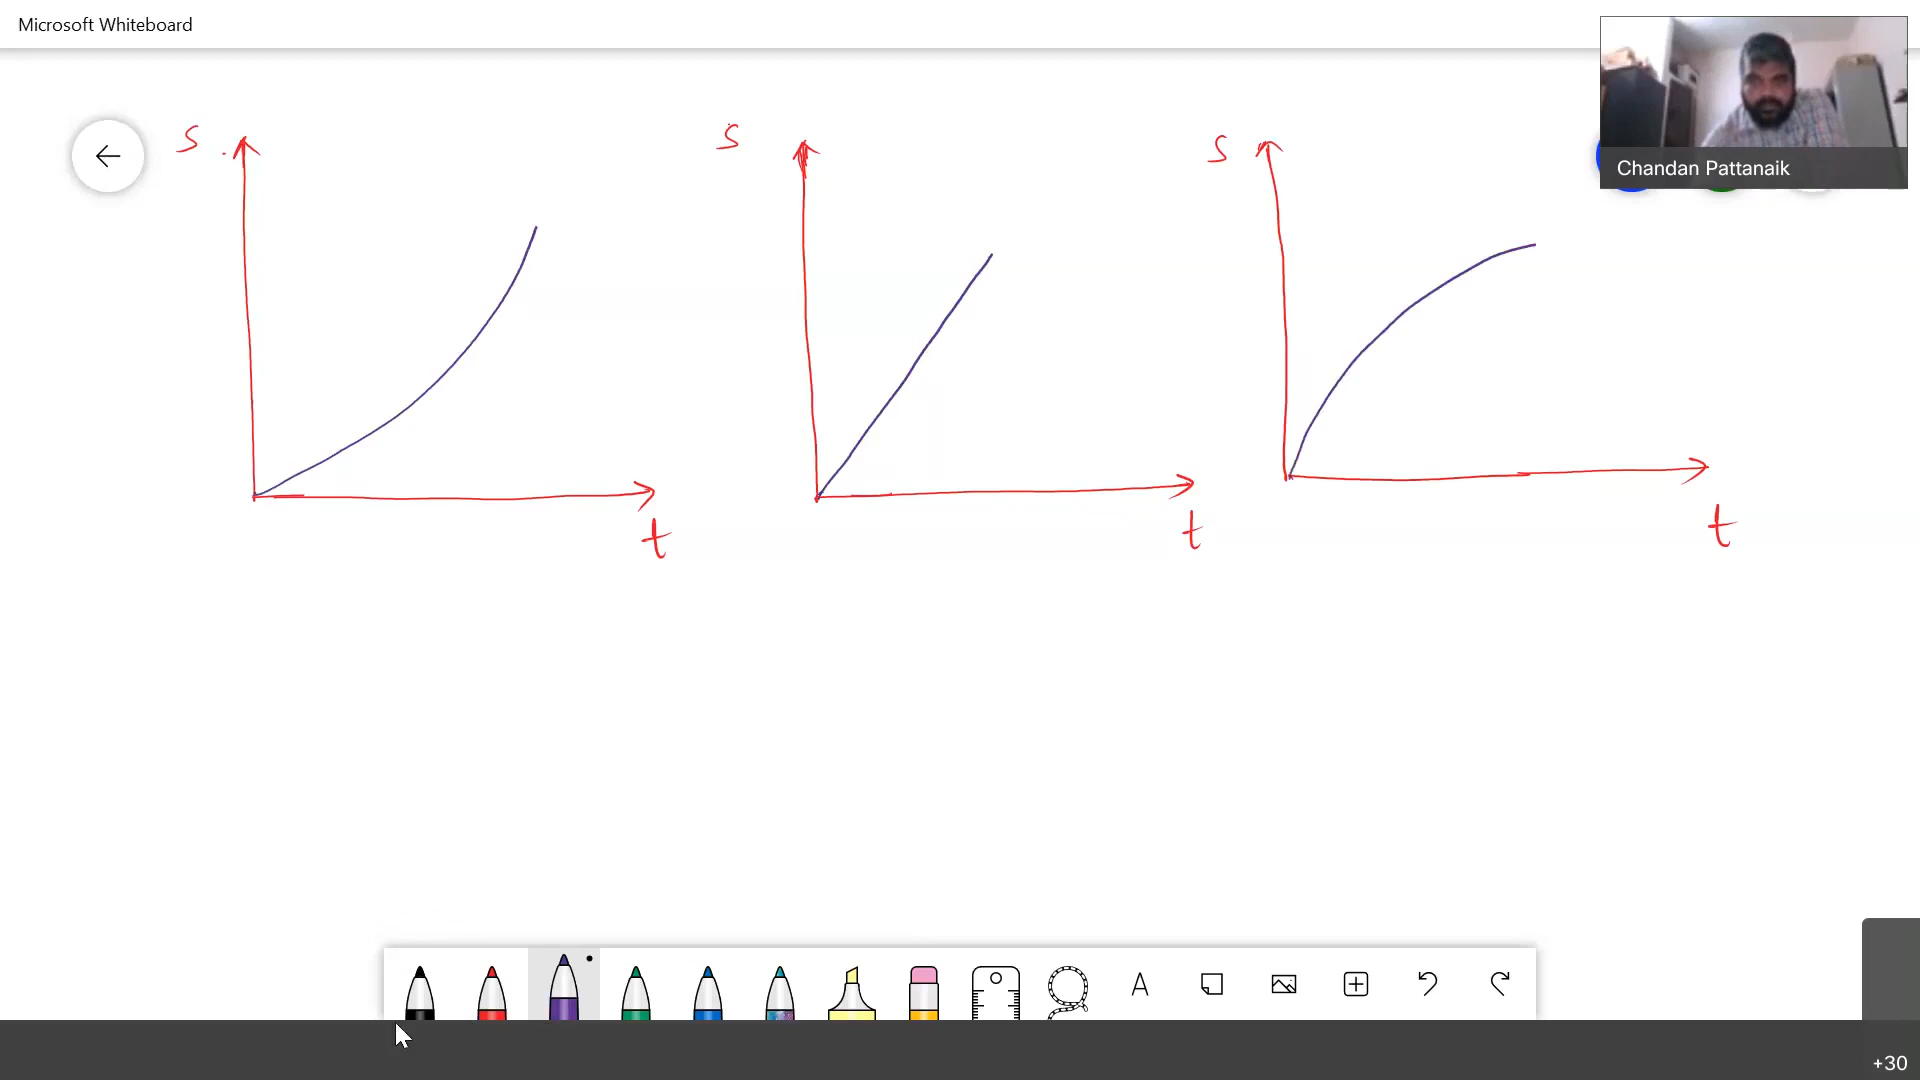 Microsoft Whiteboard
Chandan Pattanaik
s s s
t t t
+30